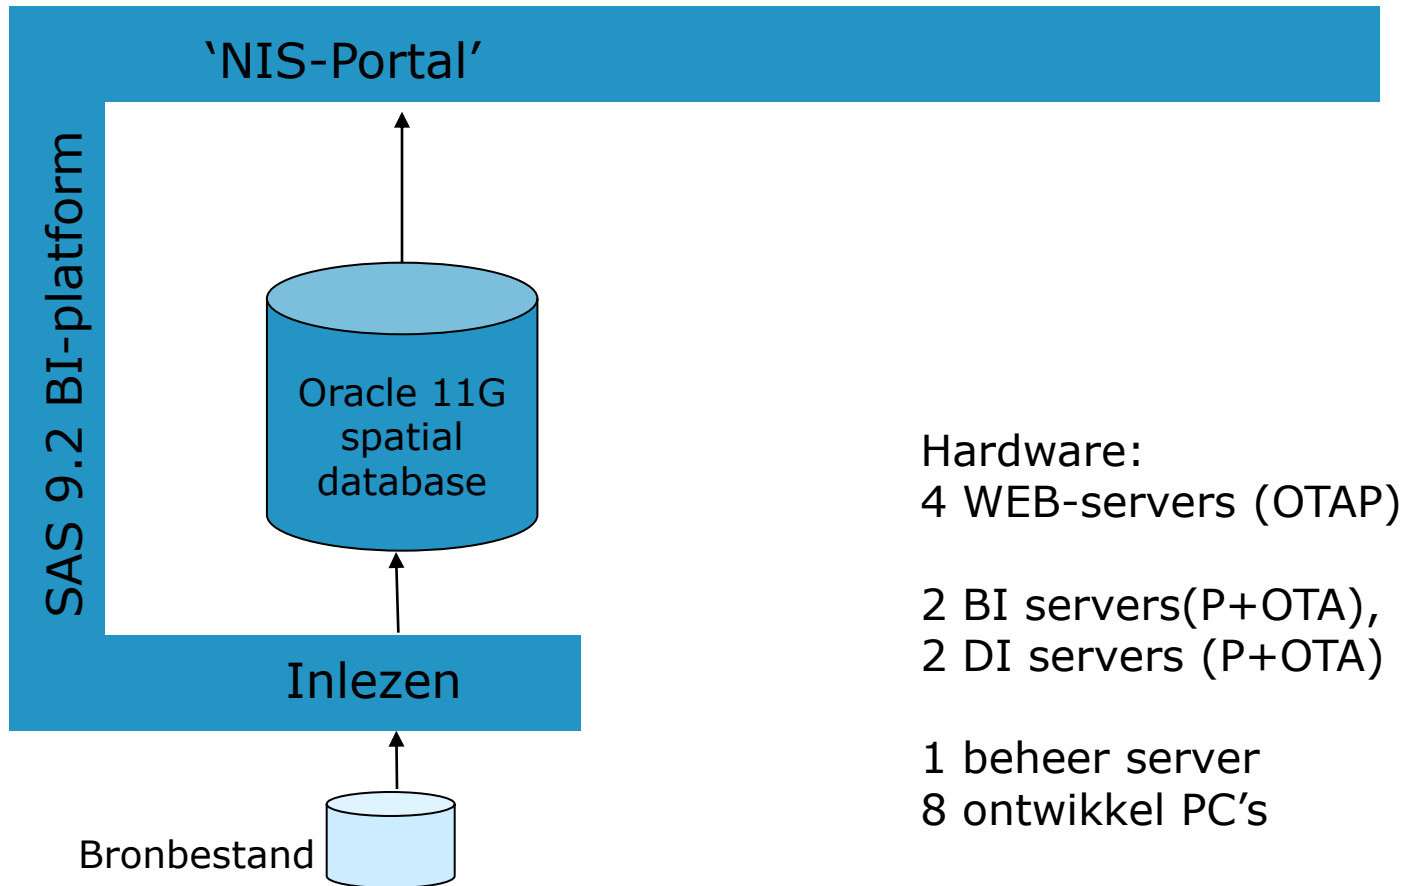 ‘NIS-Portal’
SAS 9.2 BI-platform
Oracle 11G
spatial
database
Inlezen
Bronbestand
Hardware:
4 WEB-servers (OTAP)
2 BI servers(P+OTA),
2 DI servers (P+OTA)
1 beheer server
8 ontwikkel PC’s